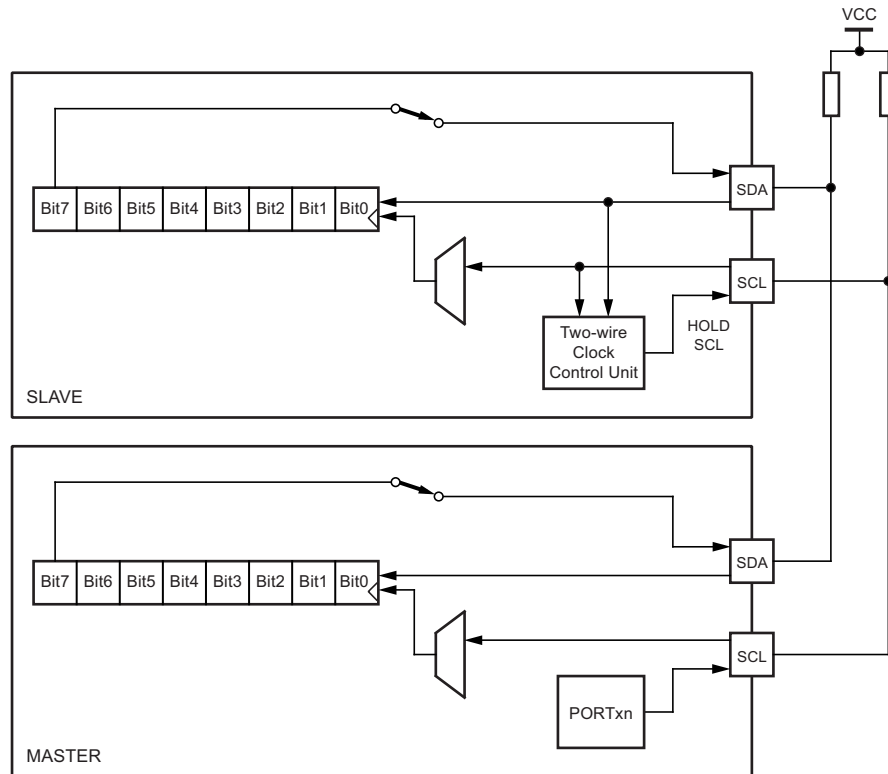 VCC
SDA
Bit7 Bit6 Bit5 Bit4 Bit3 Bit2 Bit1 Bit0
SCL
Two-wire
Clock
Control Unit
HOLD
SCL
SLAVE
SDA
Bit7 Bit6 Bit5 Bit4 Bit3 Bit2 Bit1 Bit0
SCL
PORTxn
MASTER